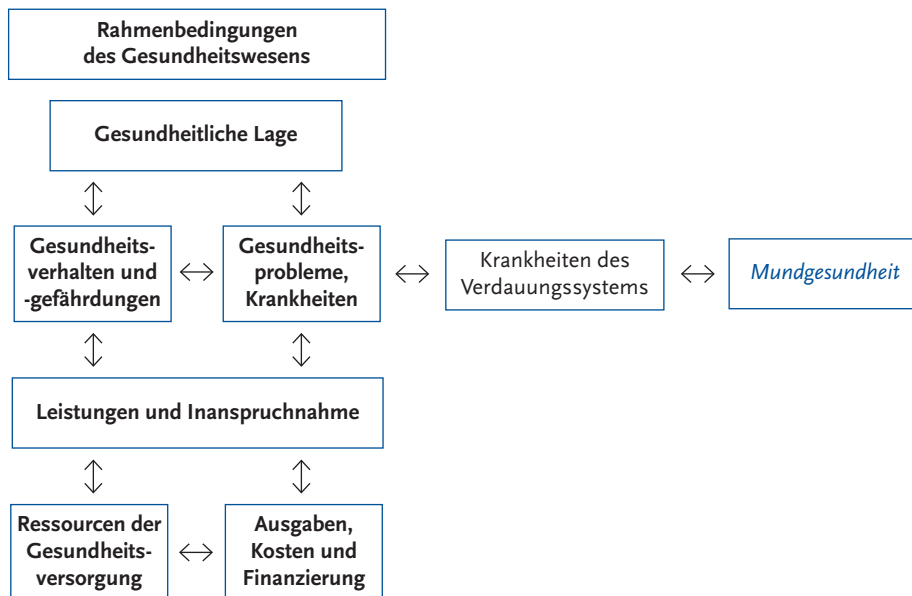 Rahmenbedingungen
des Gesundheitswesens
Gesundheitliche Lage
Gesundheits-
verhalten und
-gefährdungen
Gesundheits-
probleme,
Krankheiten
Krankheiten des
Verdauungssystems
Mundgesundheit
Leistungen und Inanspruchnahme
Ressourcen der
Gesundheits-
versorgung
Ausgaben,
Kosten und
Finanzierung